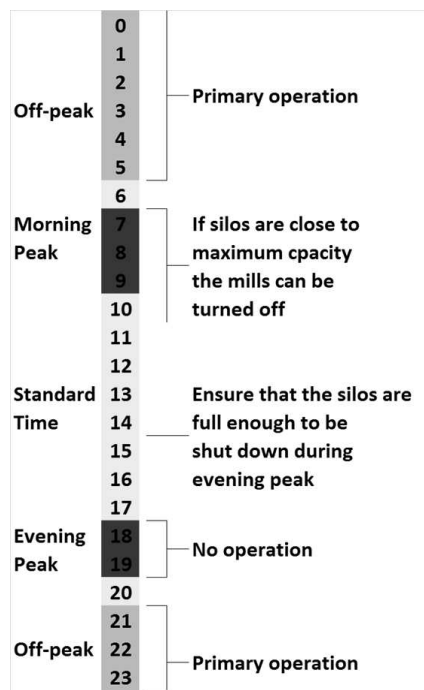 0
1
2
Off-peak 3 Primary operation
4
5
6
Morning 7 If silos are close to
Peak 8 maximum cpacity
9 the mills can be
10 turned off
11
12
Standard 13 Ensure that the silos are
Time 14 full enough to be
15 shut down during
16 evening peak
17
Evening 18
Peak 19 No operation
20
21
Off-peak 22 Primary operation
23